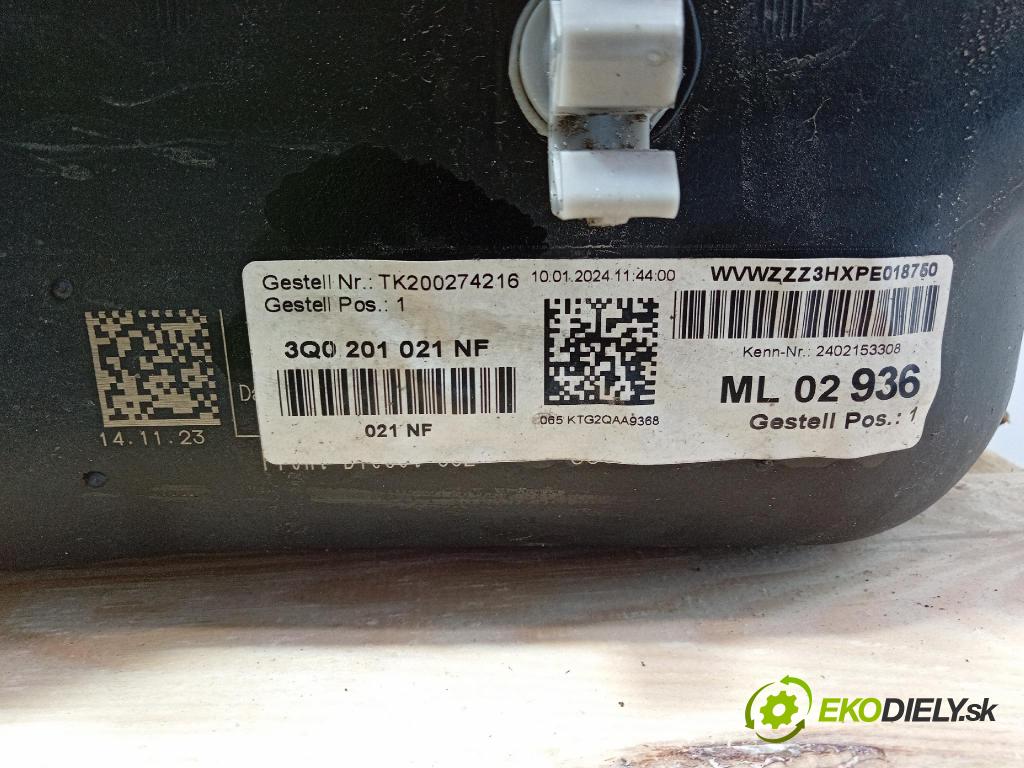 Gestell Nr.: TK200274216
Gestell Pos.: 1
10.01.2024 11:44:00
WVWZZZ3HXPE018750
3Q0 201 021 NF
021 NF
065 KTG2QAA9368
Kenn-Nr.: 2402153308
ML 02 936
Gestell Pos.: 1
14.11.23
EKODIELY.sk